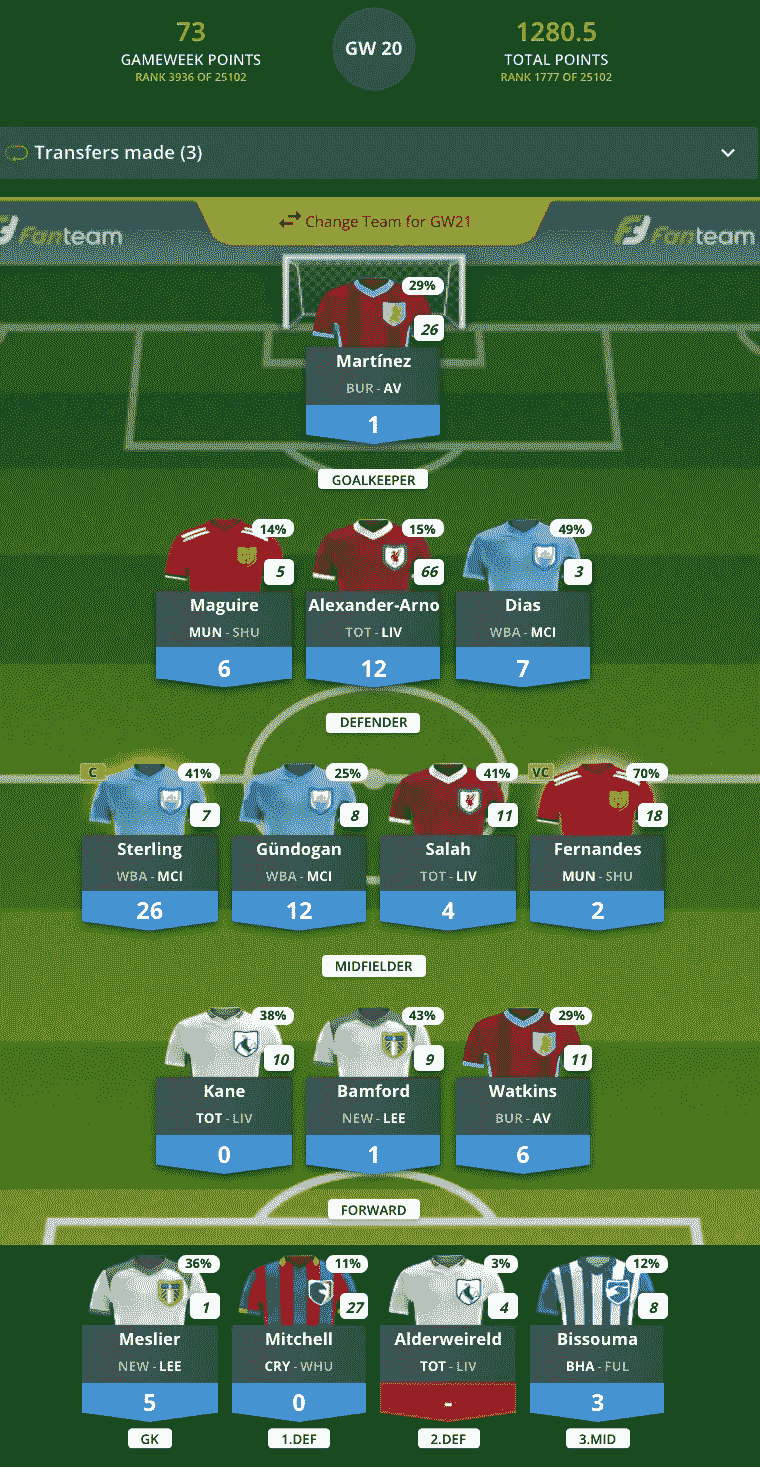 73
GAMEWEEK POINTS
RANK 3936 OF 25102
GW 20
1280.5
TOTAL POINTS
RANK 1777 OF 25102
Transfers made (3)
Fanteam
Change Team for GW21
Fanteam
29%
26
Martínez
BUR - AV
1
GOALKEEPER
14% 15% 49%
5 66 3
Maguire Alexander-Arno Dias
MUN - SHU TOT - LIV WBA - MCI
6 12 7
DEFENDER
C 41% 25% 41% VC 70%
7 8 11 18
Sterling Gündogan Salah Fernandes
WBA - MCI WBA - MCI TOT - LIV MUN - SHU
26 12 4 2
MIDFIELDER
38% 43% 29%
10 9 11
Kane Bamford Watkins
TOT - LIV NEW - LEE BUR - AV
0 1 6
FORWARD
36% 11% 3% 12%
1 27 4 8
Meslier Mitchell Alderweireld Bissouma
NEW - LEE CRY - WHU TOT - LIV BHA - FUL
5 0 - 3
GK 1.DEF 2.DEF 3.MID